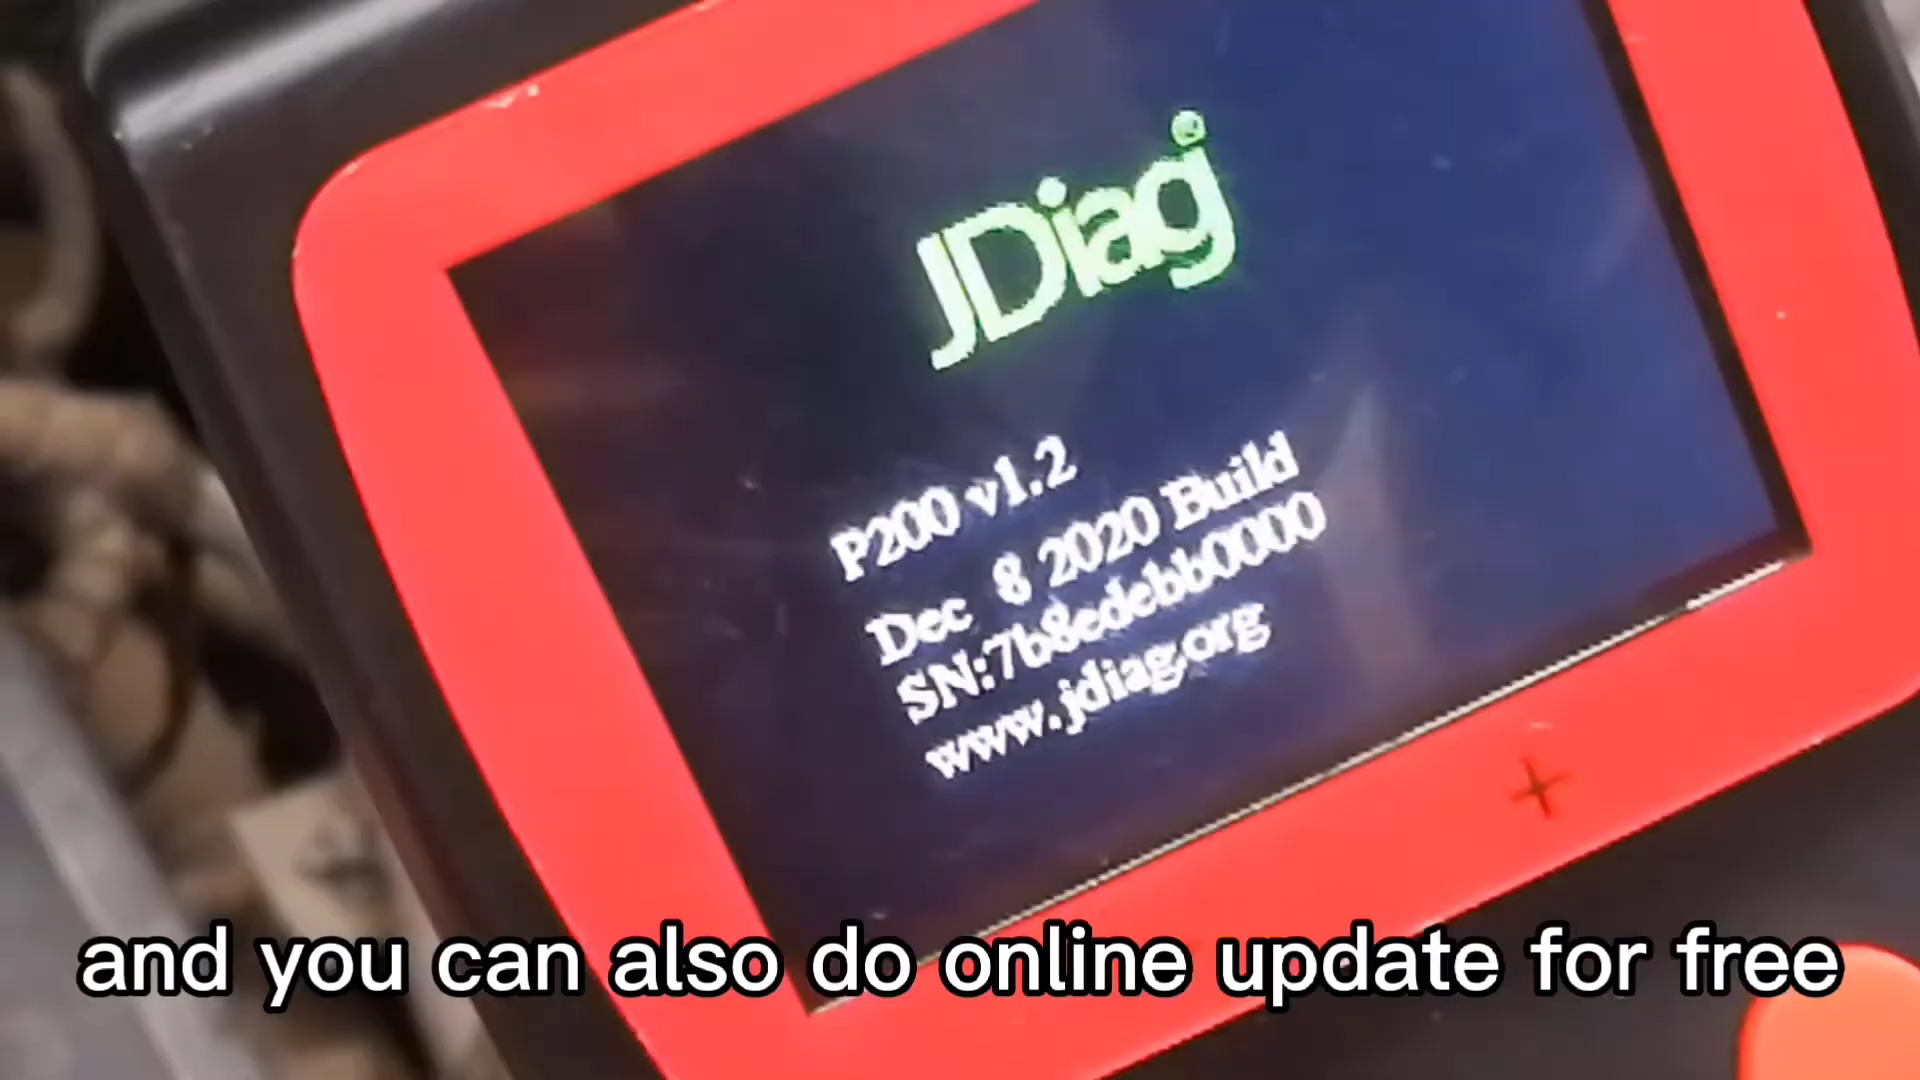 JDiag®
P200 v1.2
Dec 8 2020 Build
SN:7b8edebb0000
www.jdiag.org
+
and you can also do online update for free